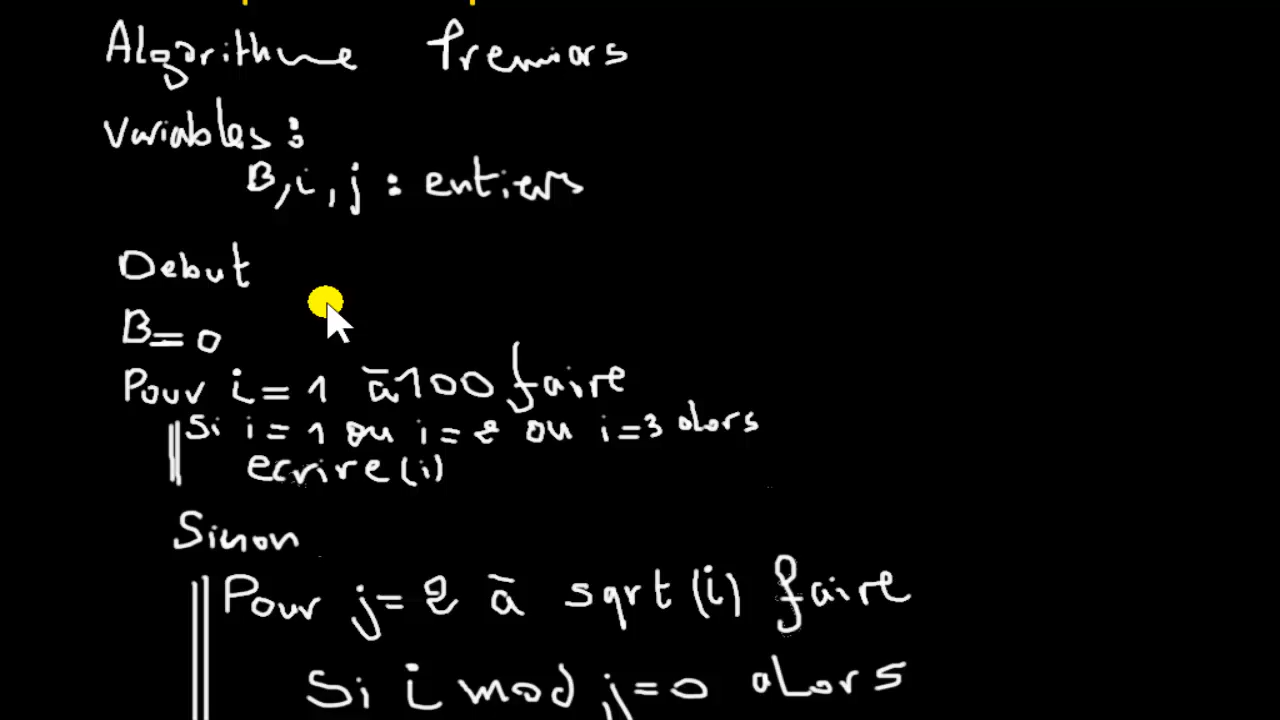 Algorithme Premiers
Variables :
B, i, j : entiers
Debut
B = 0
Pour i = 1 à 100 faire
Si i = 1 ou i = 2 ou i = 3 alors
ecrire (i)
Sinon
Pour j = 2 à sqrt (i) faire
Si i mod j = 0 alors